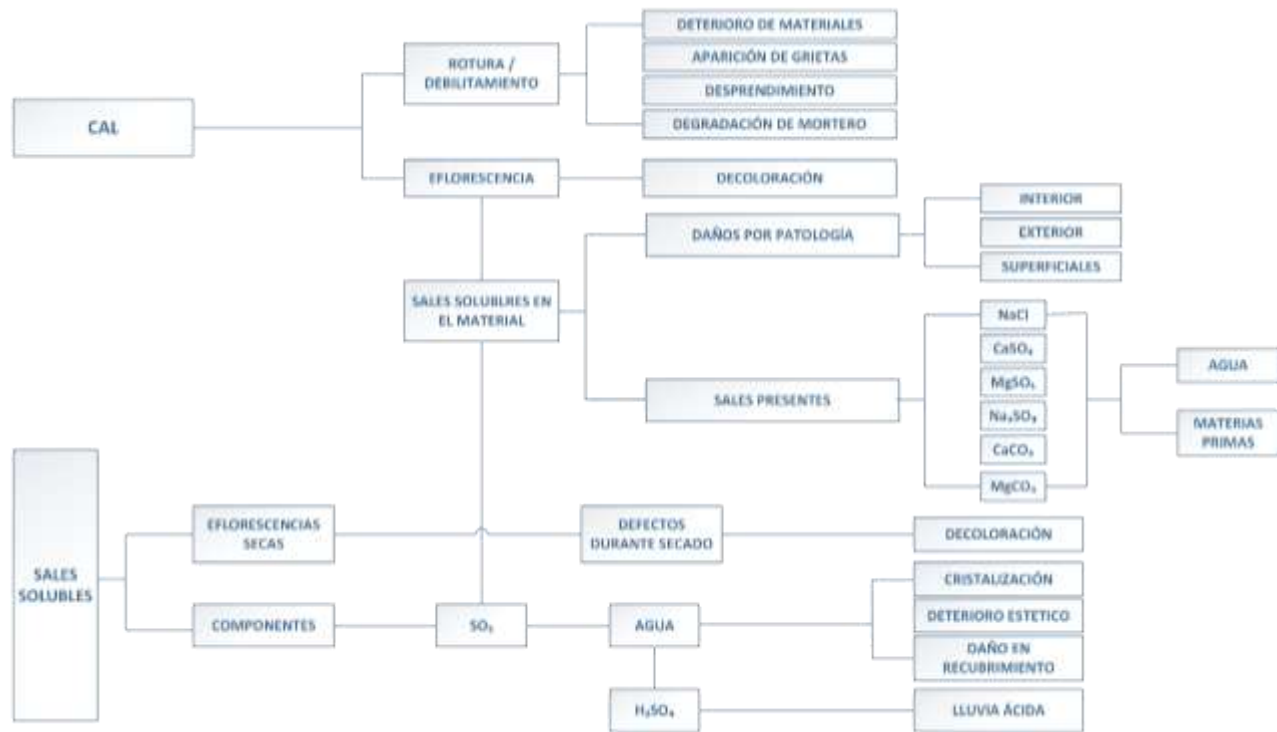 CAL
ROTURA /
DEBILITAMIENTO
DETERIORO DE MATERIALES
APARICIÓN DE GRIETAS
DESPRENDIMIENTO
DEGRADACIÓN DE MORTERO
EFLORESCENCIA
DECOLORACIÓN
SALES SOLUBLRES EN
EL MATERIAL
DAÑOS POR PATOLOGÍA
INTERIOR
EXTERIOR
SUPERFICIALES
SALES PRESENTES
NaCl
CaSO₄
MgSO₄
CaCO₃
MgCO₃
AGUA
MATERIAS
PRIMAS
SALES
SOLUBLES
EFLORESCENCIAS
SECAS
DEFECTOS
DURANTE SECADO
DECOLORACIÓN
COMPONENTES
AGUA
CRISTALIZACIÓN
DETERIORO ESTETICO
DAÑO EN
RECUBRIMIENTO
H₂SO₄
LLUVIA ÁCIDA